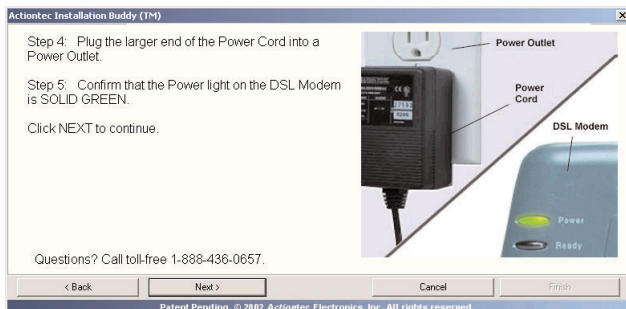 Actiontec Installation Buddy (TM)
Step 4: Plug the larger end of the Power Cord into a
Power Outlet.
Step 5: Confirm that the Power light on the DSL Modem
is SOLID GREEN.
Click NEXT to continue.
Questions? Call toll-free 1-888-436-0657.
Power Outlet
Power
Cord
DSL Modem
Power
Ready
< Back
Next >
Cancel
Finish
Patent Pending. © 2002 Actiontec Electronics, Inc. All rights reserved.